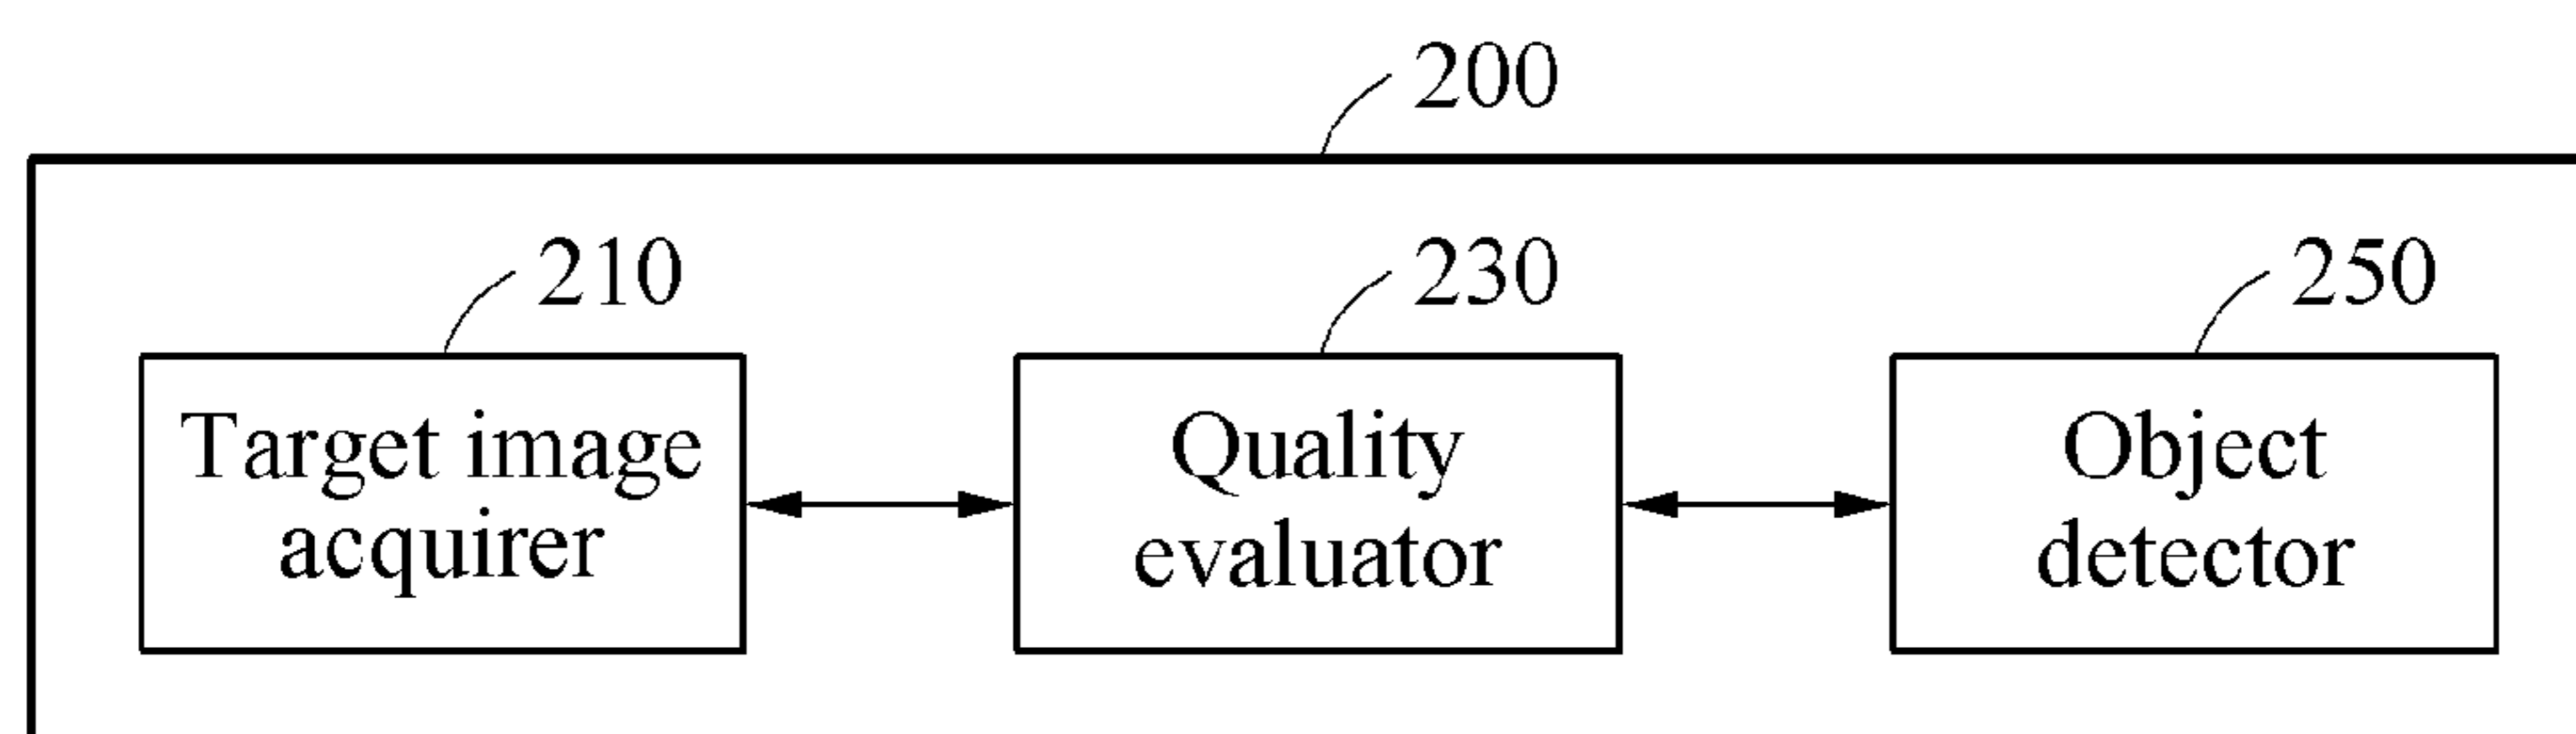 200
210
230
250
Target image
acquirer
Quality
evaluator
Object
detector